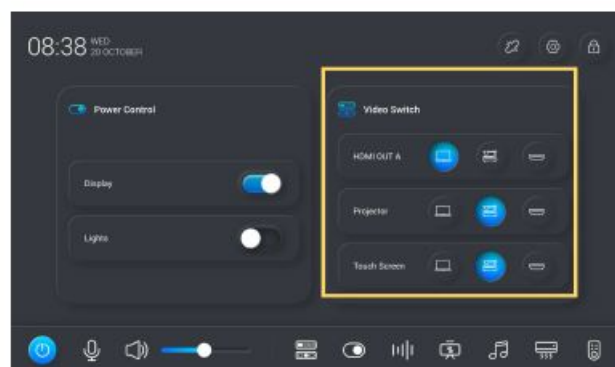 08:38 WED
20 OCTOBER
Power Control
Display
Lights
Video Switch
HDMI OUT A
Projector
Touch Screen